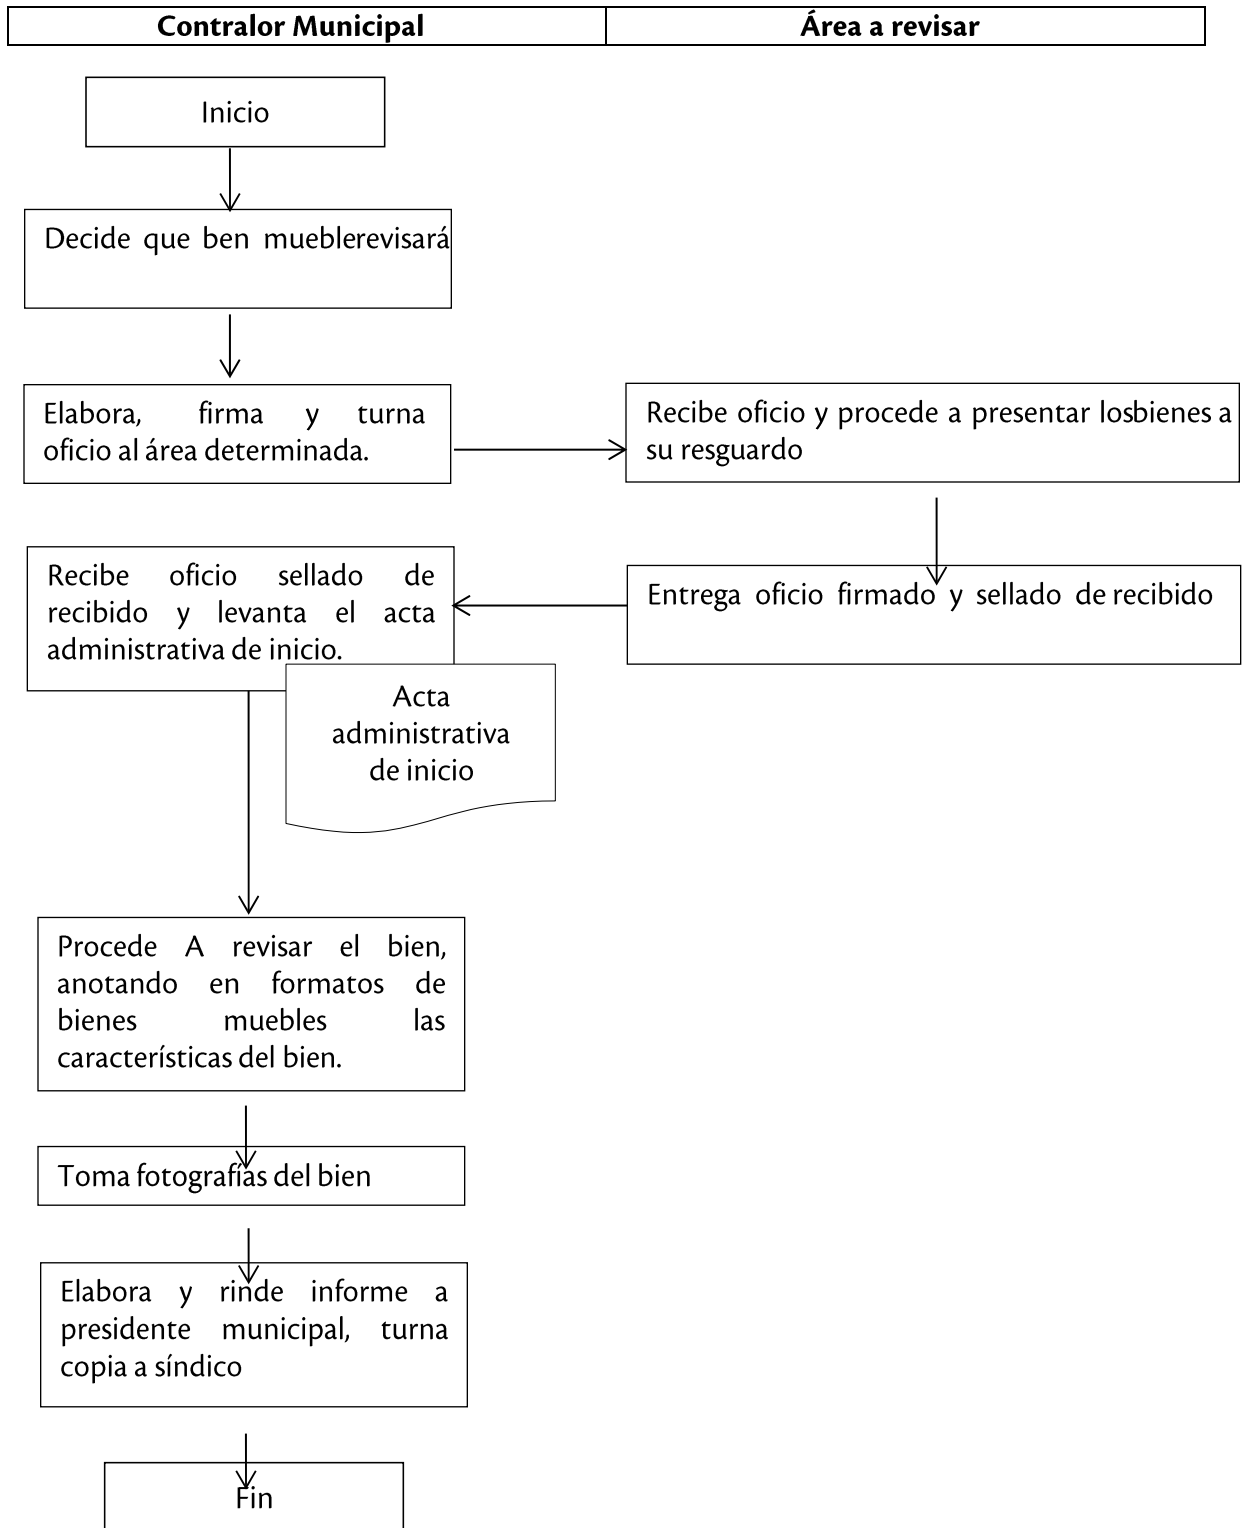 Contralor Municipal
Área a revisar
Inicio
Decide que ben mueblerevisará
Elabora, firma y turna
oficio al área determinada.
Recibe oficio y procede a presentar losbienes a
su resguardo
Entrega oficio firmado y sellado de recibido
Recibe oficio sellado de
recibido y levanta el acta
administrativa de inicio.
Acta
administrativa
de inicio
Procede A revisar el bien,
anotando en formatos de
bienes muebles las
características del bien.
Toma fotografías del bien
Elabora y rinde informe a
presidente municipal, turna
copia a síndico
Fin